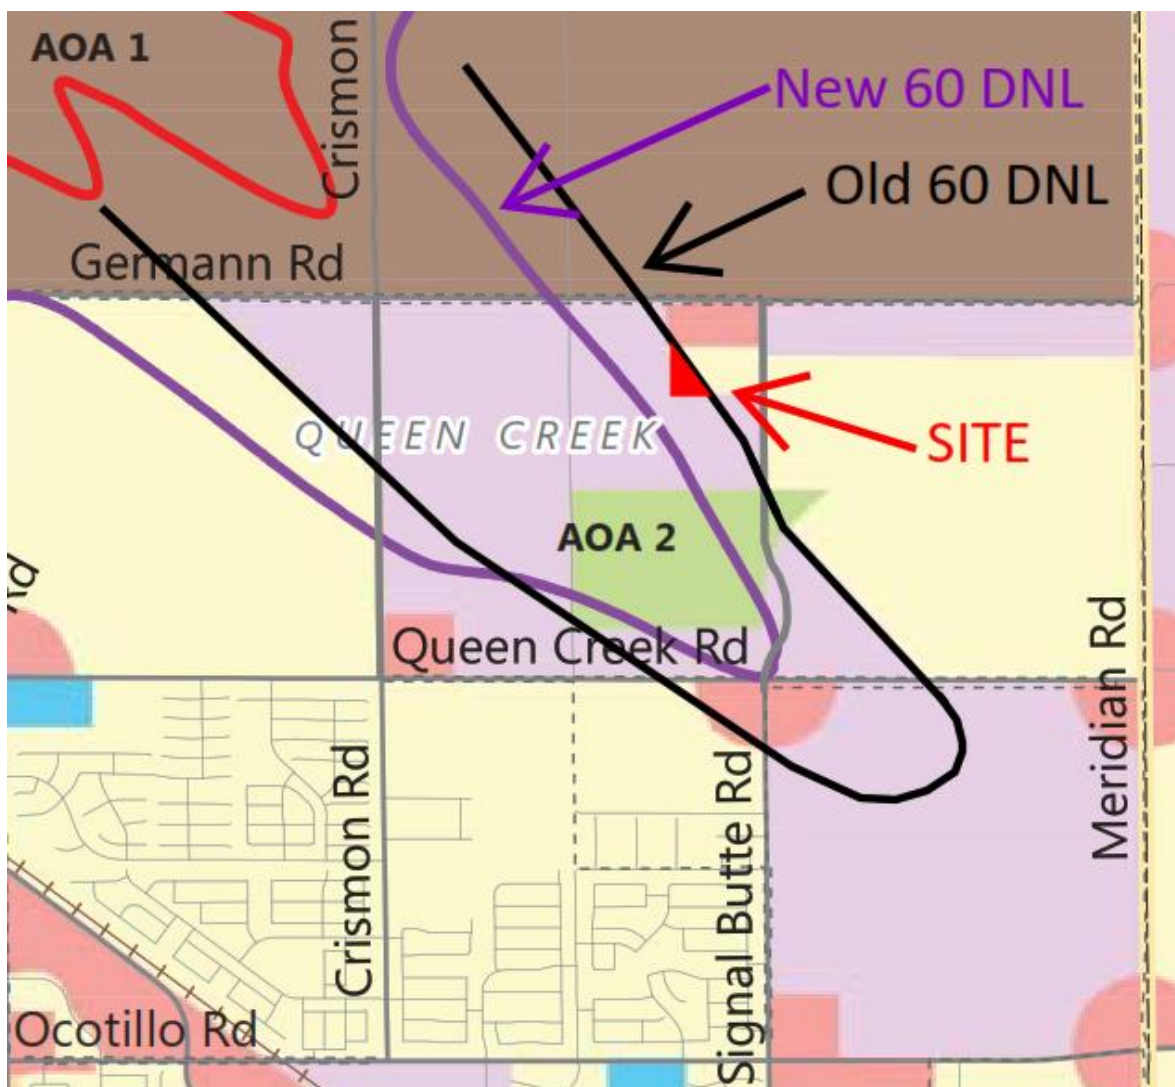 AOA 1
Crismon
New 60 DNL
Old 60 DNL
Germann Rd
QUEEN CREEK
SITE
AOA 2
Rd
Queen Creek Rd
Meridian Rd
Crismon Rd
Signal Butte Rd
Ocotillo Rd